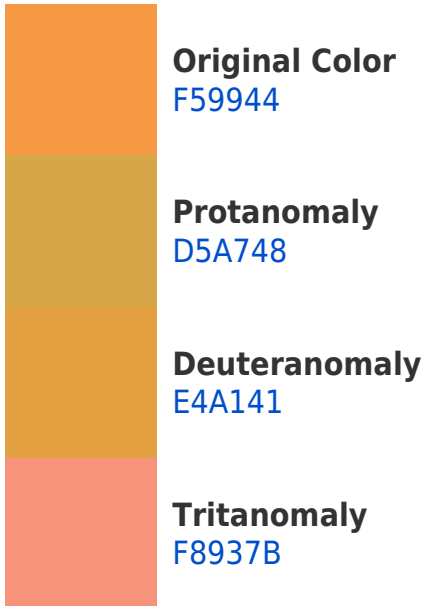 Original Color
F59944
Protanomaly
D5A748
Deuteranomaly
E4A141
Tritanomaly
F8937B